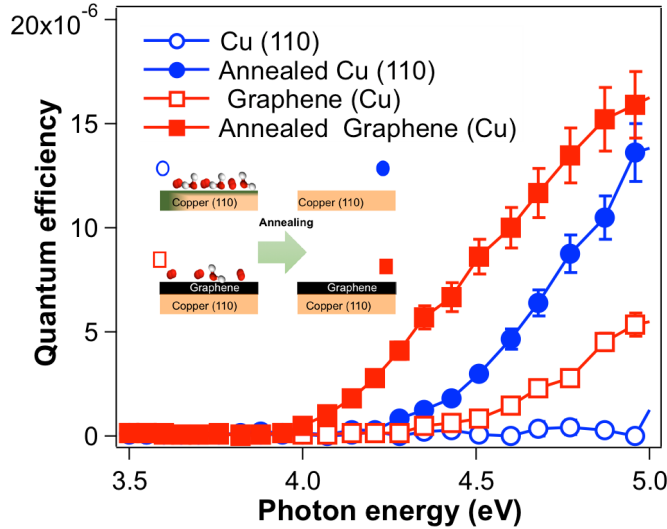 20x10-6
15
10
5
0
Quantum efficiency
Cu (110)
Annealed Cu (110)
Graphene (Cu)
Annealed Graphene (Cu)
Copper (110)
Copper (110)
Annealing
Graphene
Copper (110)
Graphene
Copper (110)
3.5
4.0
4.5
5.0
Photon energy (eV)